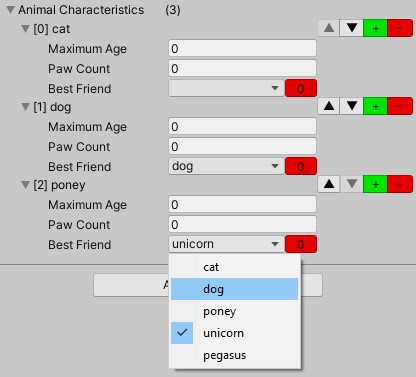 Animal Characteristics (3)
[0] cat + -
Maximum Age 0
Paw Count 0
Best Friend 0
[1] dog + -
Maximum Age 0
Paw Count 0
Best Friend dog 0
[2] poney + -
Maximum Age 0
Paw Count 0
Best Friend unicorn 0
cat
A
dog
poney
unicorn
pegasus